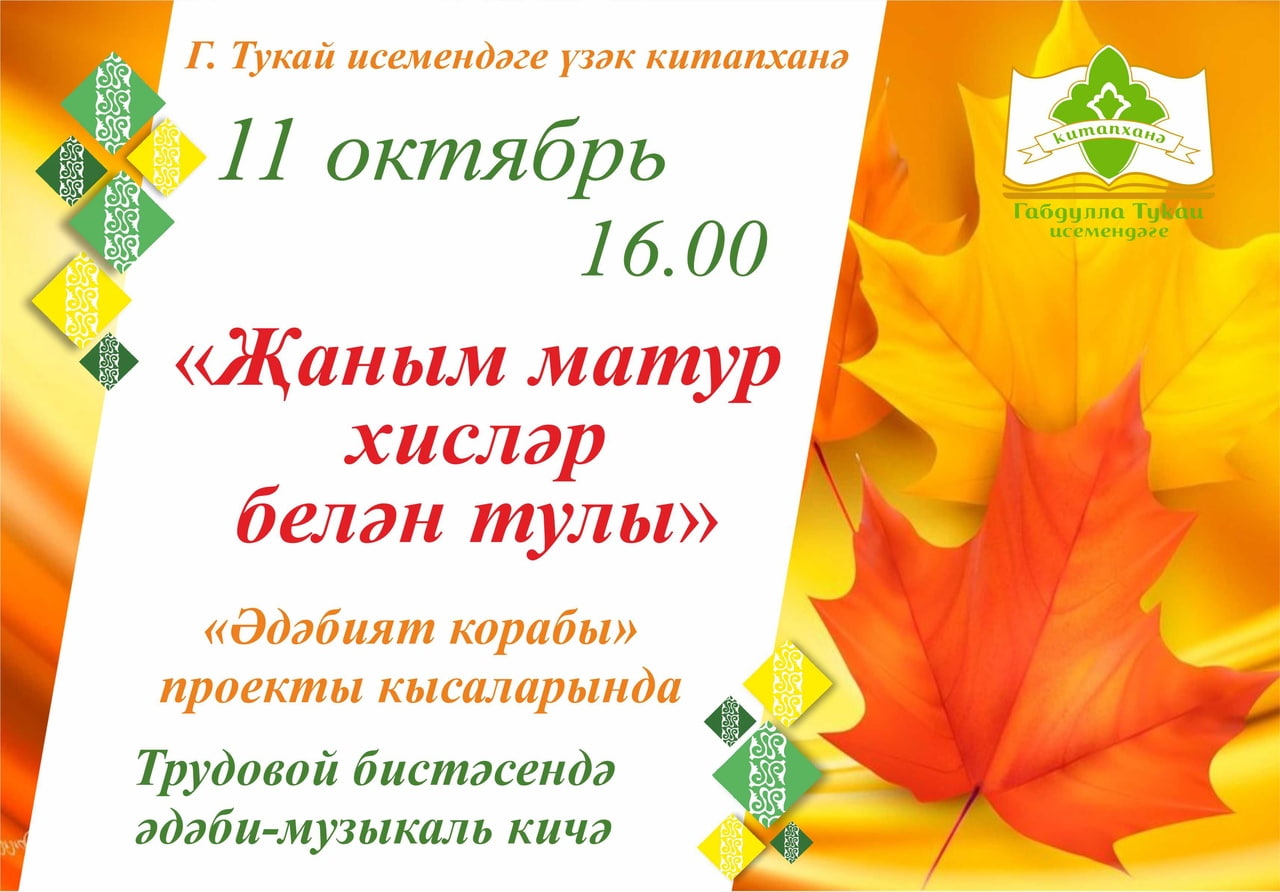 Г. Тукай исемендәге үзәк китапханә
11 октябрь
16.00
«Җаным матур
хисләр
белән тулы»
«Әдәбият корабы»
проекты кысаларында
Трудовой бистәсендә
әдәби-музыкаль кичә
китапханә
Габдулла Тукаи
исемендәге